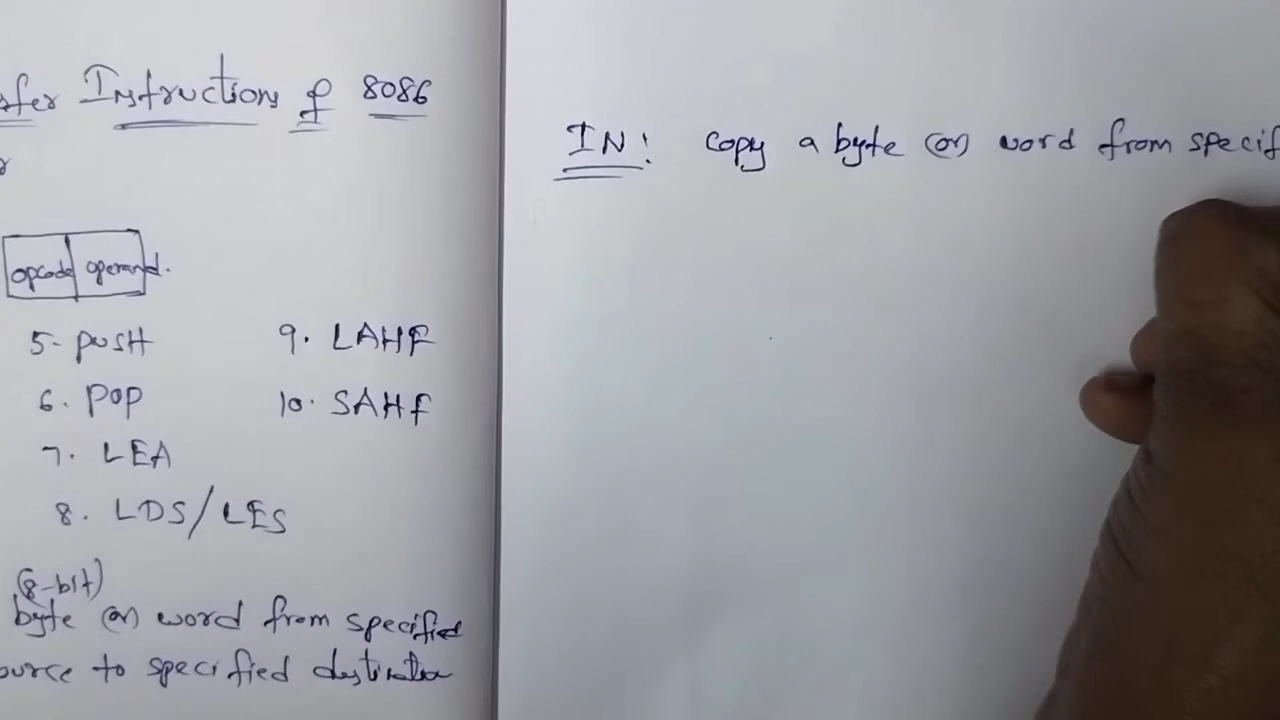 sfer Instructions of 8086
opcode operand.
5. PUSH
6. POP
7. LEA
8. LDS/LES
9. LAHF
10. SAHF
(8-bit)
byte (or) word from specified
ource to specified destination
IN: copy a byte (or) word from specif